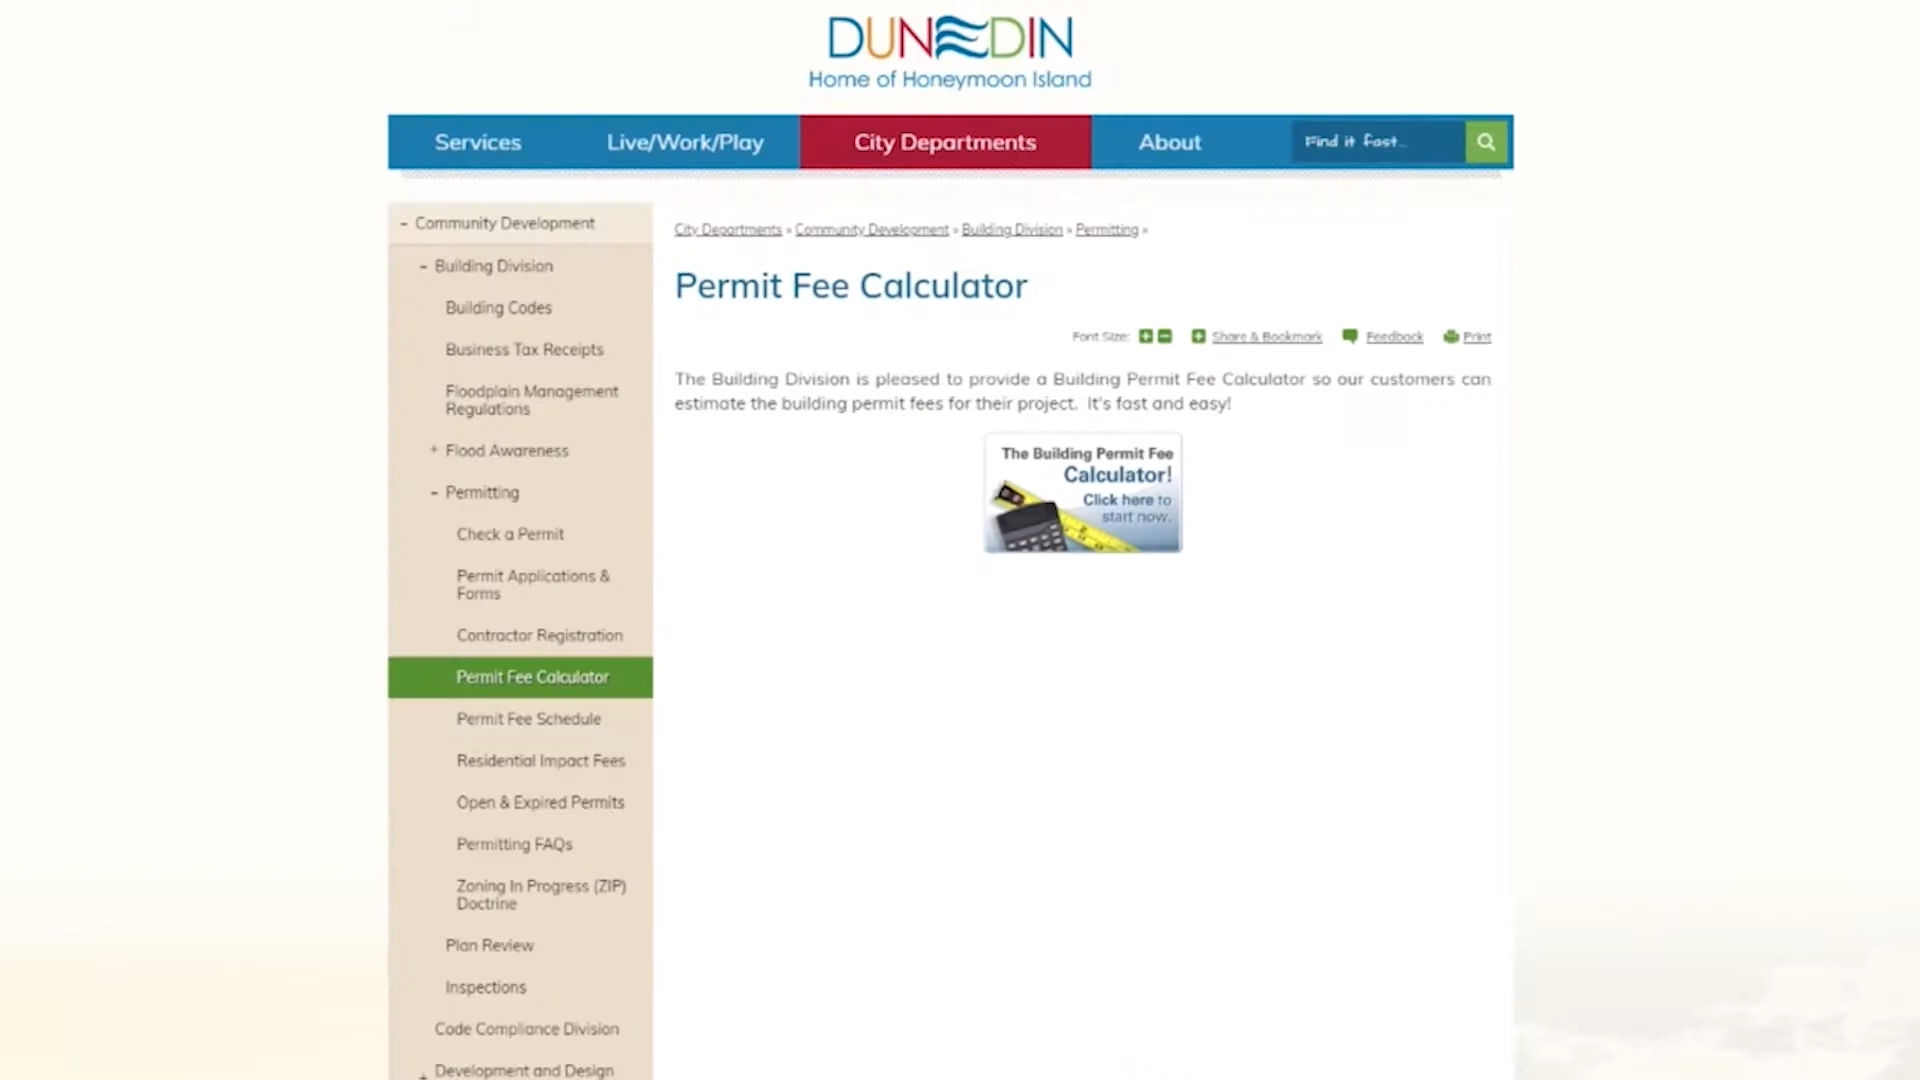 DUNEDIN
Home of Honeymoon Island
Services
Live/Work/Play
City Departments
About
Find it fast...
- Community Development
- Building Division
Building Codes
Business Tax Receipts
Floodplain Management
Regulations
+ Flood Awareness
- Permitting
Check a Permit
Permit Applications &
Forms
Contractor Registration
Permit Fee Calculator
Permit Fee Schedule
Residential Impact Fees
Open & Expired Permits
Permitting FAQs
Zoning In Progress (ZIP)
Doctrine
Plan Review
Inspections
Code Compliance Division
+ Development and Design
City Departments » Community Development » Building Division » Permitting »
Permit Fee Calculator
Font Size: + - + Share & Bookmark Feedback Print
The Building Division is pleased to provide a Building Permit Fee Calculator so our customers can
estimate the building permit fees for their project. It's fast and easy!
The Building Permit Fee
Calculator!
Click here to
start now.